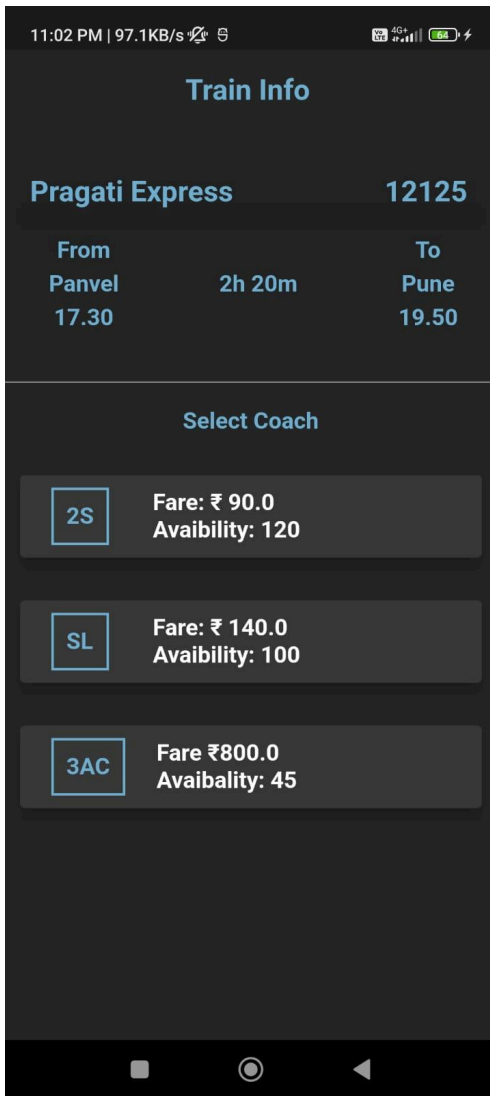 11:02 PM | 97.1KB/s
Vo LTE 4G+ 64
Train Info
Pragati Express 12125
From To
Panvel 2h 20m Pune
17.30 19.50
Select Coach
2S Fare: ₹ 90.0
Avaibility: 120
SL Fare: ₹ 140.0
Avaibility: 100
3AC Fare ₹800.0
Avaibality: 45